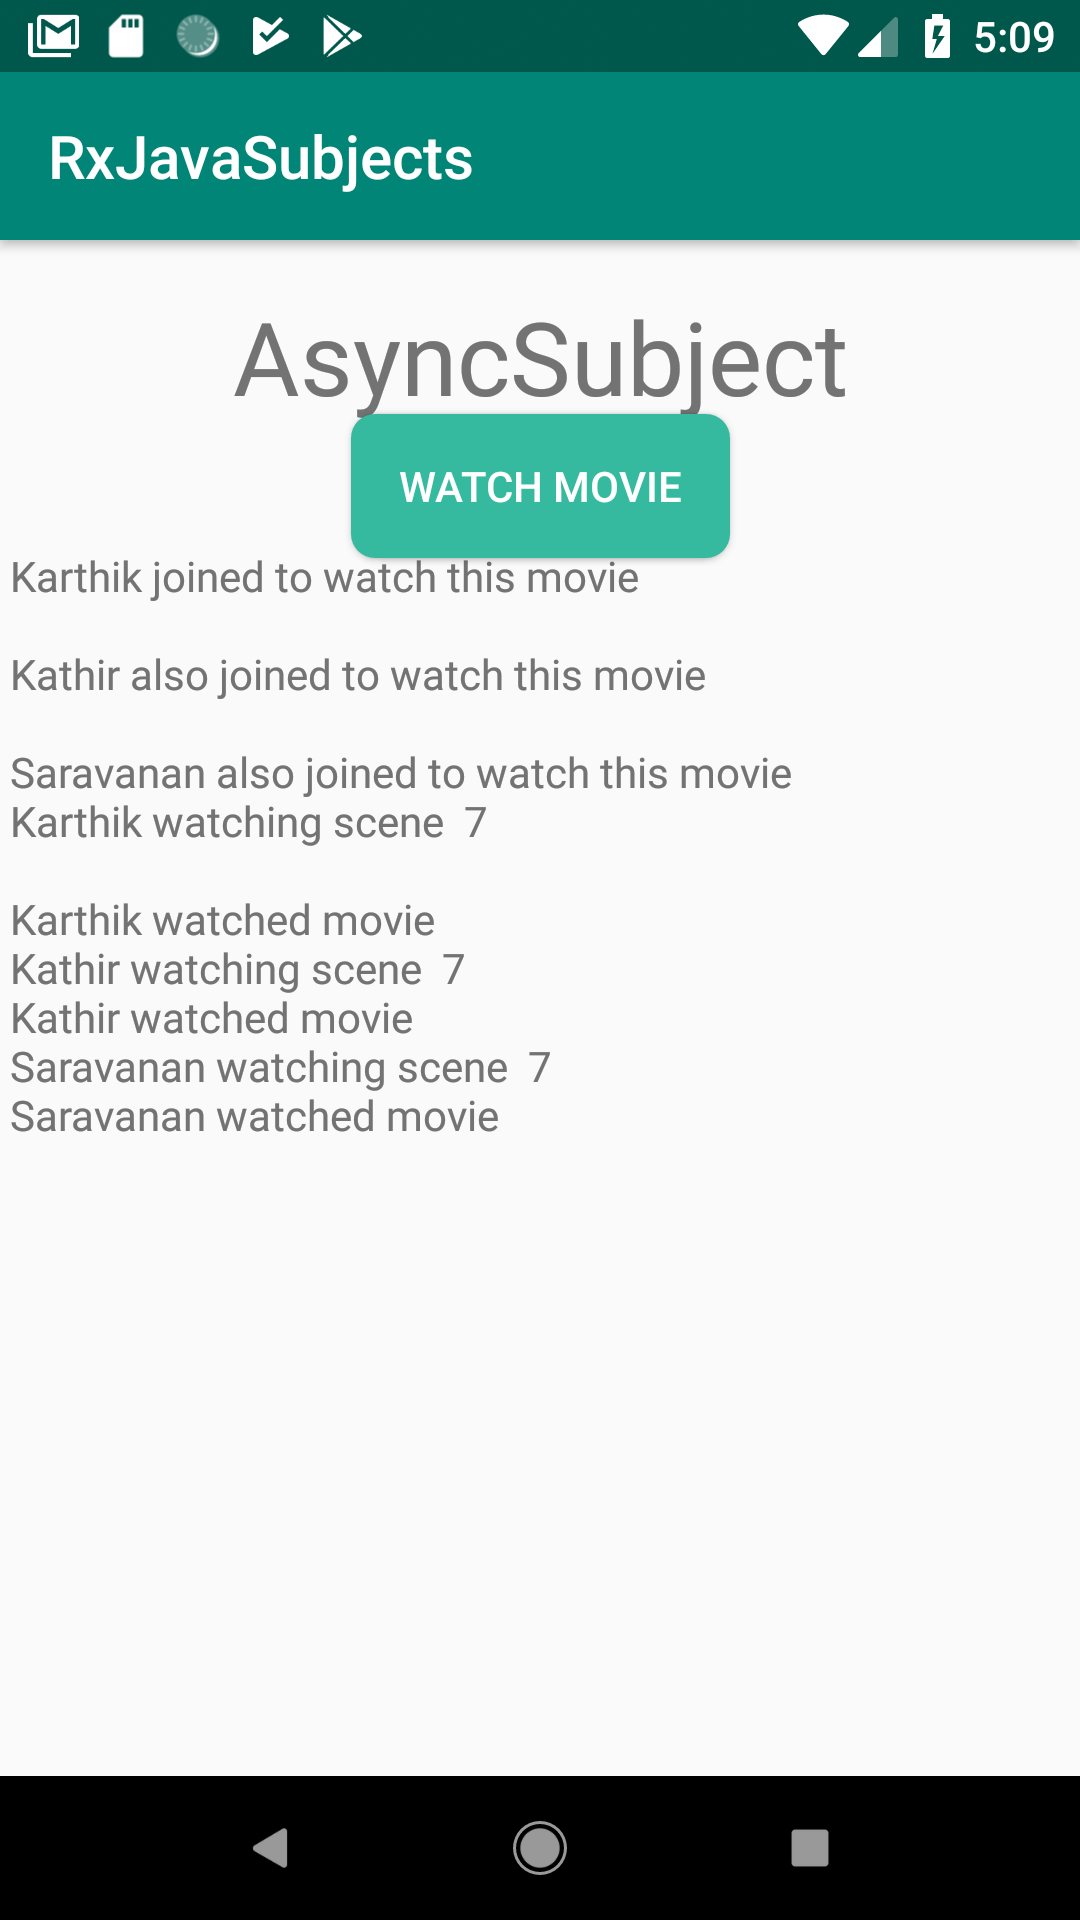 5:09
RxJavaSubjects
AsyncSubject
WATCH MOVIE
Karthik joined to watch this movie
Kathir also joined to watch this movie
Saravanan also joined to watch this movie
Karthik watching scene  7
Karthik watched movie
Kathir watching scene  7
Kathir watched movie
Saravanan watching scene  7
Saravanan watched movie